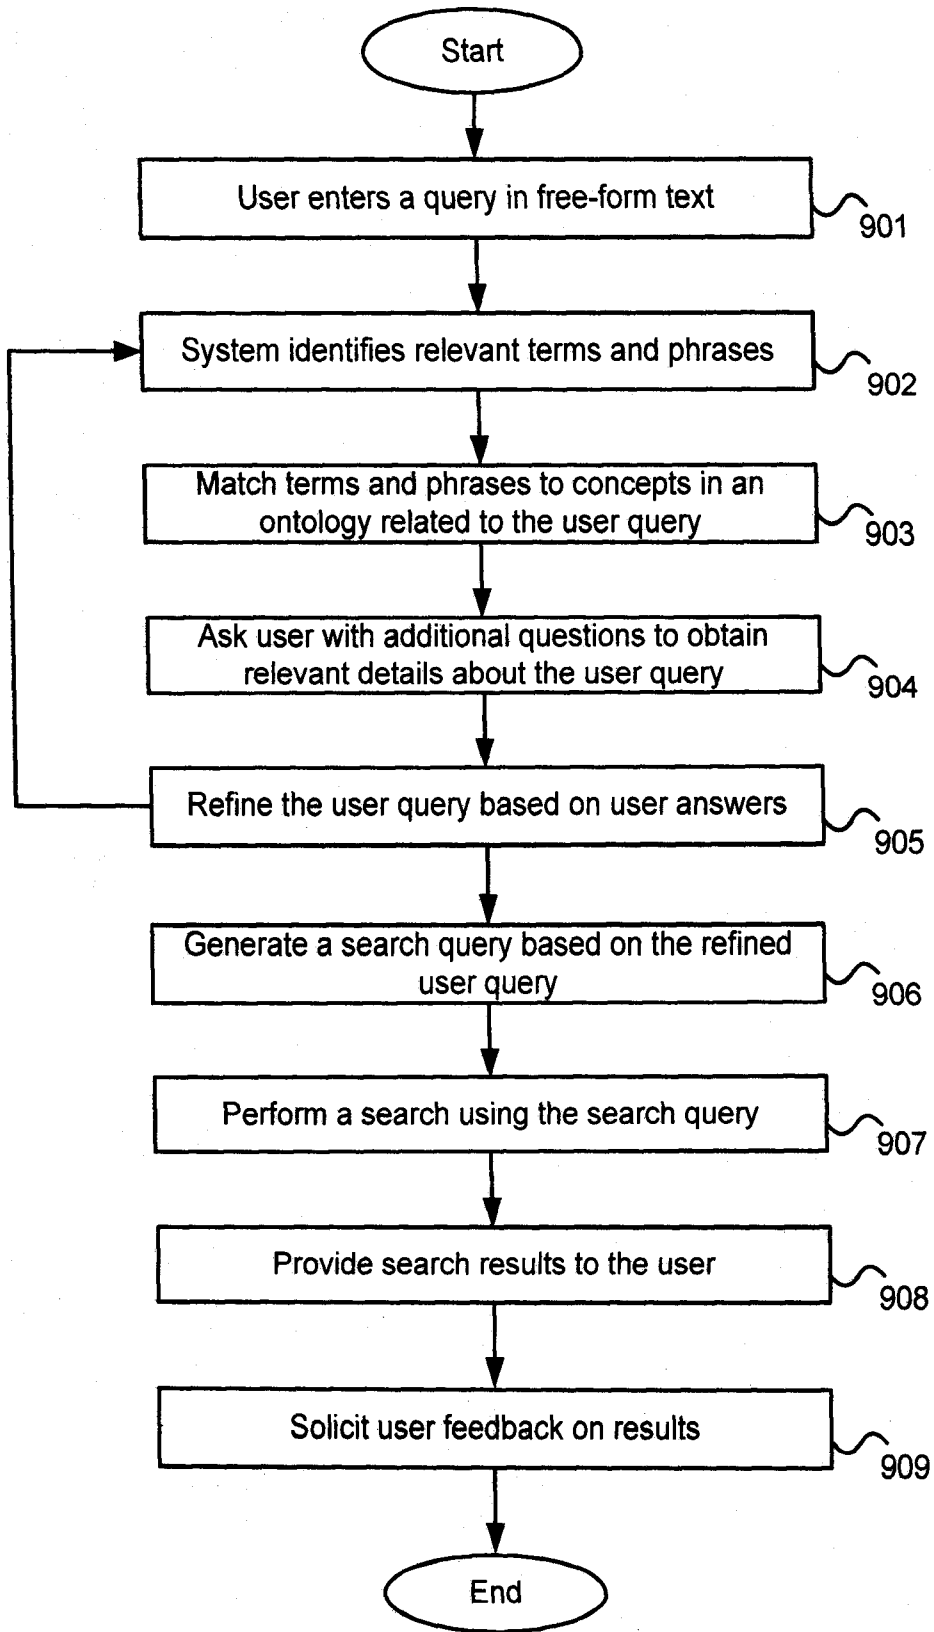 Start
User enters a query in free-form text
901
System identifies relevant terms and phrases
902
Match terms and phrases to concepts in an
ontology related to the user query
903
Ask user with additional questions to obtain
relevant details about the user query
904
Refine the user query based on user answers
905
Generate a search query based on the refined
user query
906
Perform a search using the search query
907
Provide search results to the user
908
Solicit user feedback on results
909
End